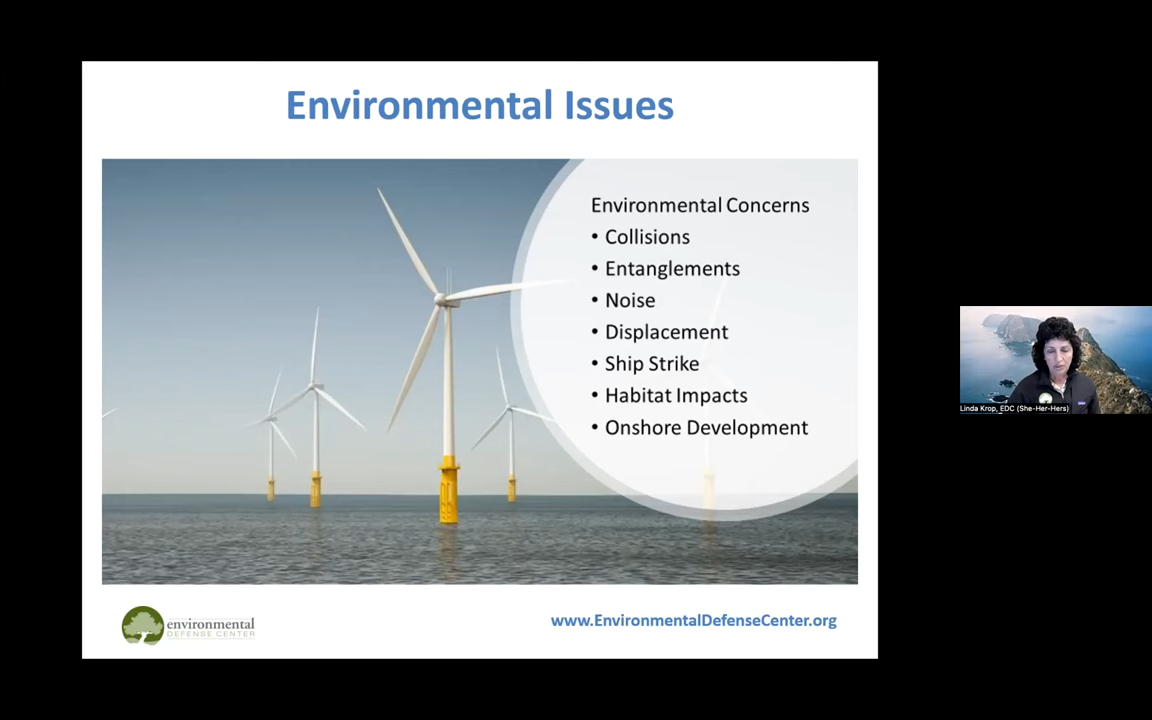 Environmental Issues
Environmental Concerns
• Collisions
• Entanglements
• Noise
• Displacement
• Ship Strike
• Habitat Impacts
• Onshore Development
environmental
DEFENSE CENTER
www.EnvironmentalDefenseCenter.org
Linda Krop, EDC (She-Her-Hers)